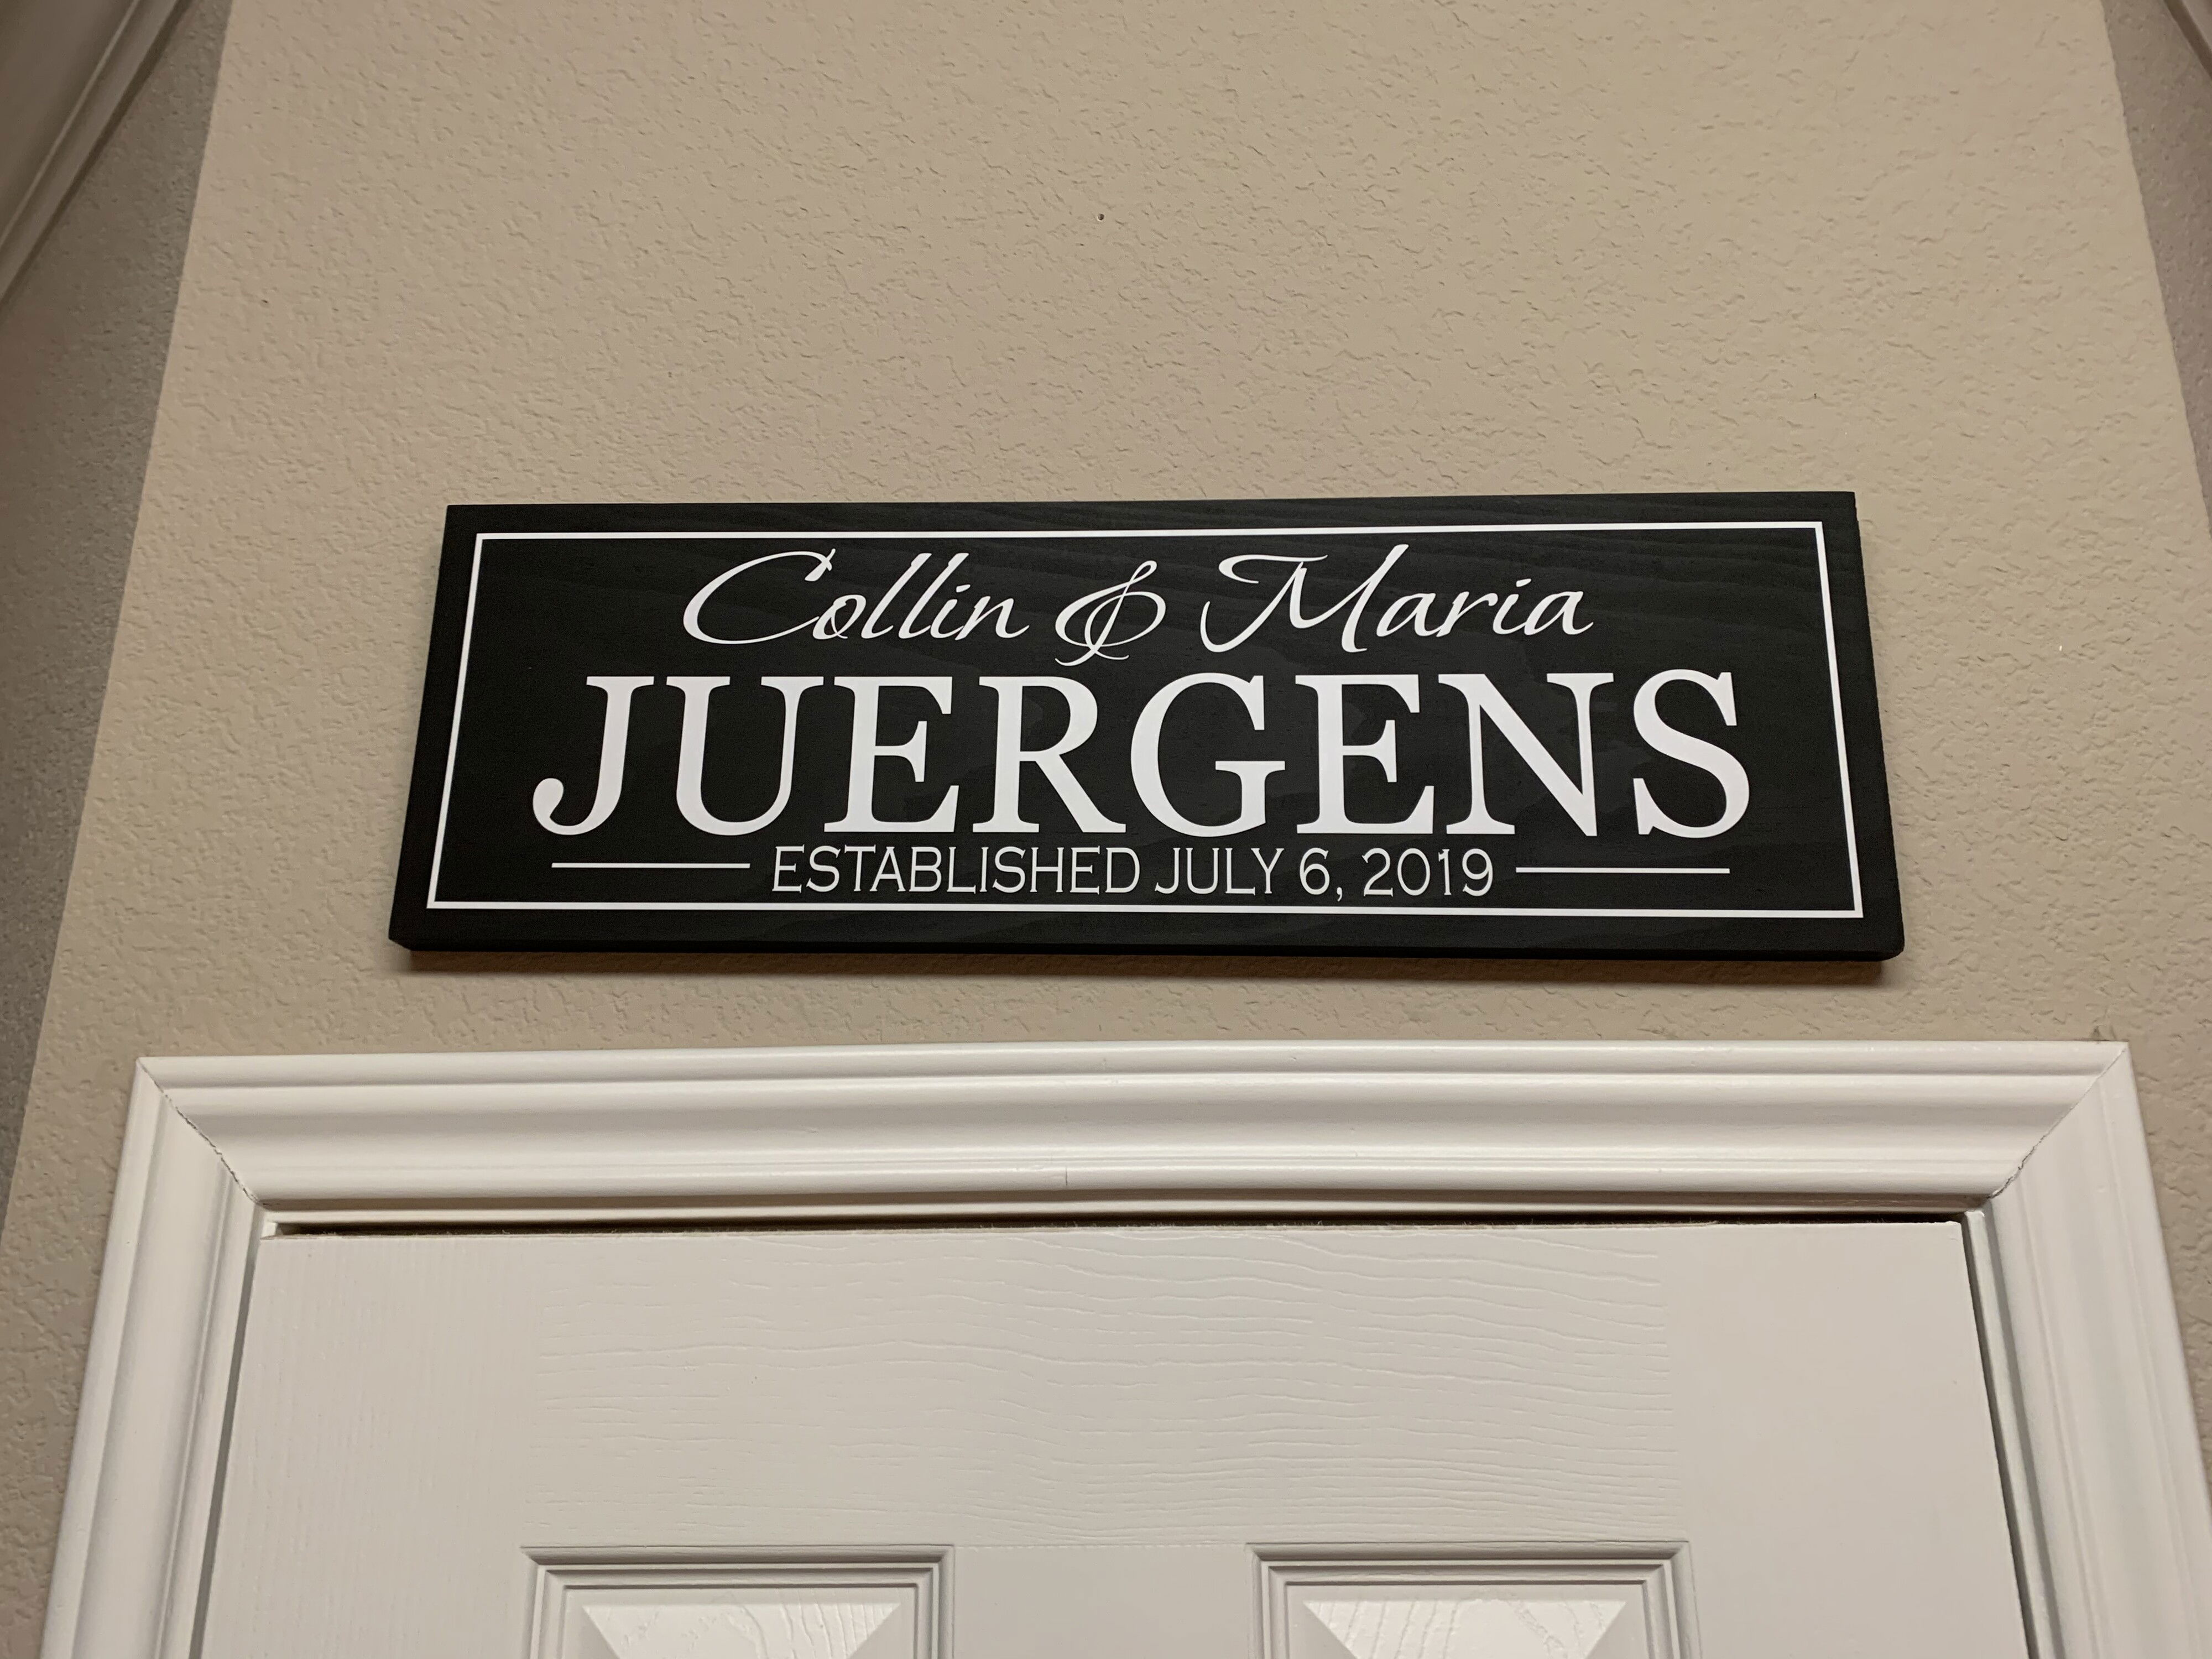 Collin & Maria
JUERGENS
ESTABLISHED JULY 6, 2019